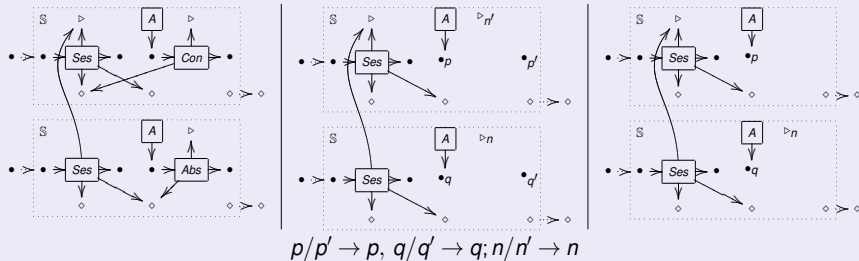 𝕊 ▷ A ▷
Ses Con
𝕊 A ▷
Ses Abs
𝕊 ▷ A ▷n′
Ses p p′
𝕊 A ▷n
Ses q q′
𝕊 ▷ A
Ses p
𝕊 A ▷n
Ses q
p/p′ → p, q/q′ → q; n/n′ → n